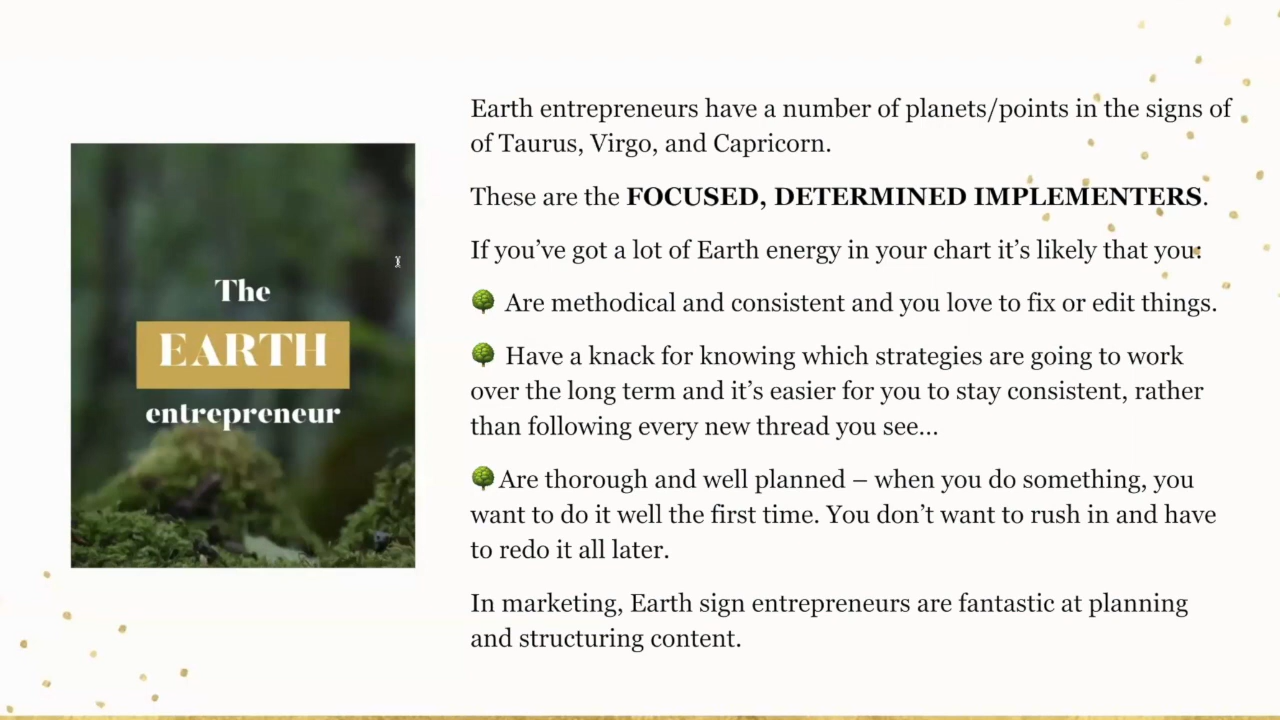 The
EARTH
entrepreneur
Earth entrepreneurs have a number of planets/points in the signs of
of Taurus, Virgo, and Capricorn.
These are the FOCUSED, DETERMINED IMPLEMENTERS.
If you’ve got a lot of Earth energy in your chart it’s likely that you:
🌳 Are methodical and consistent and you love to fix or edit things.
🌳 Have a knack for knowing which strategies are going to work
over the long term and it’s easier for you to stay consistent, rather
than following every new thread you see…
🌳Are thorough and well planned – when you do something, you
want to do it well the first time. You don’t want to rush in and have
to redo it all later.
In marketing, Earth sign entrepreneurs are fantastic at planning
and structuring content.